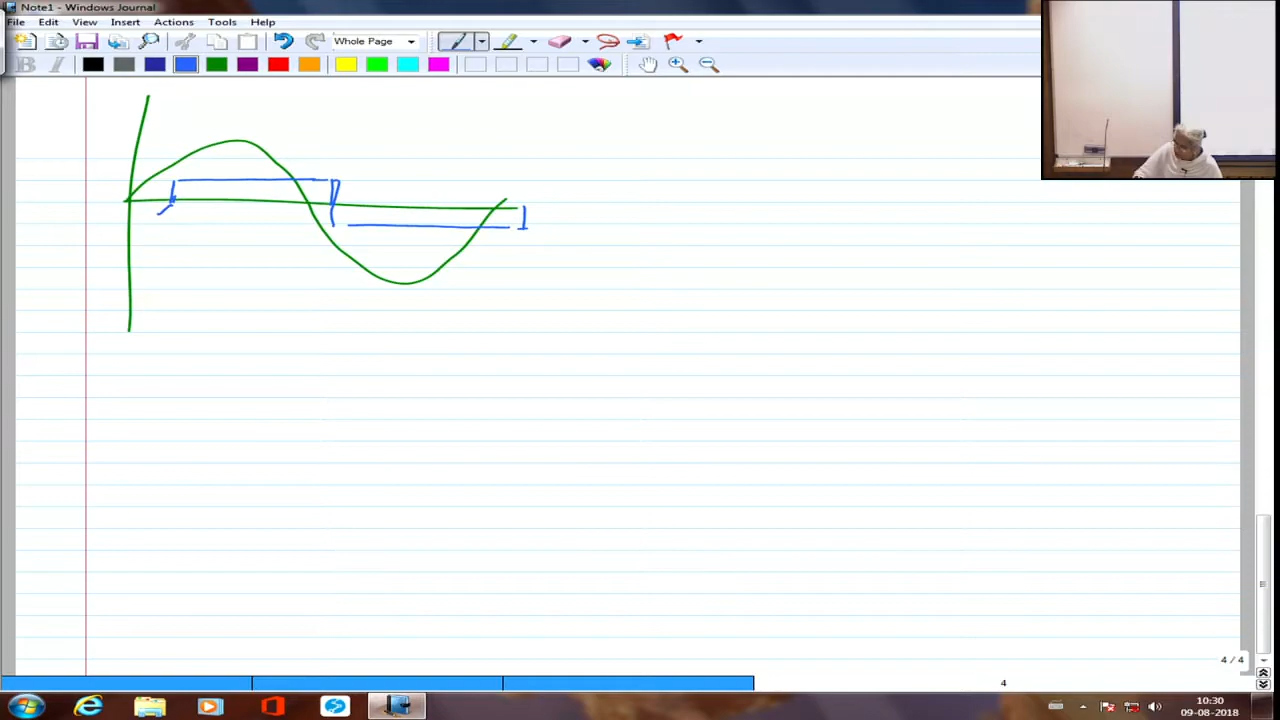 Note1 - Windows Journal
File Edit View Insert Actions Tools Help
Whole Page
B I
4 / 4
4
10:30
09-08-2018